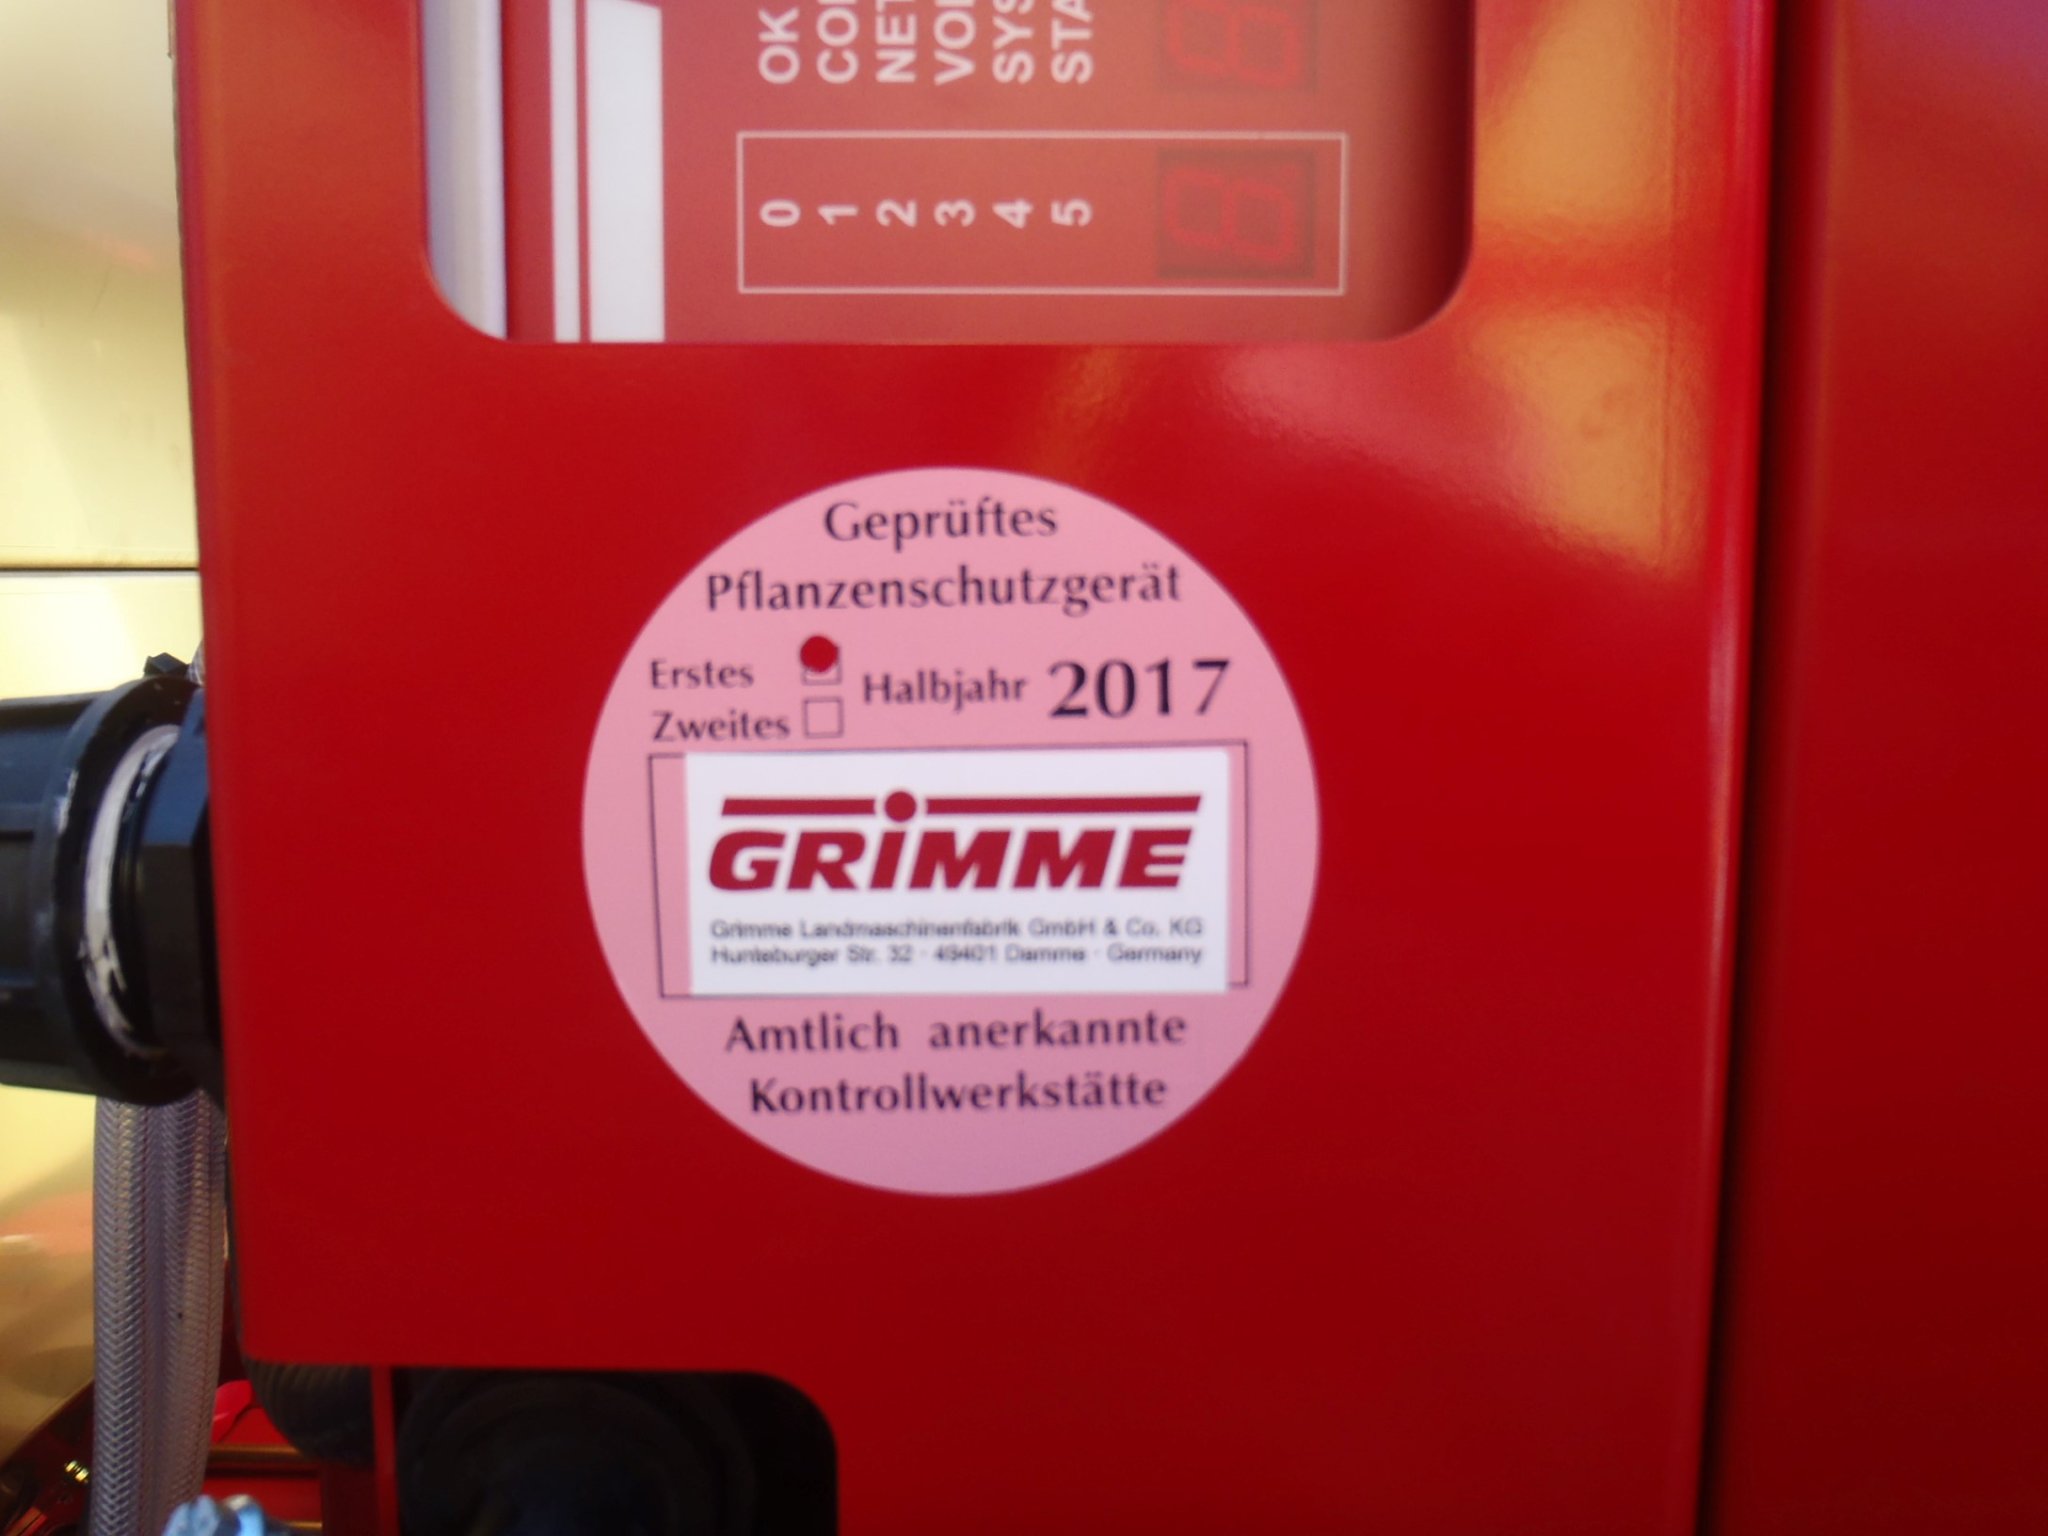 OK
0
1
2
3
4
5
Geprüftes
Pflanzenschutzgerät
Erstes
Zweites
Halbjahr 2017
GRIMME
Grimme Landmaschinenfabrik GmbH & Co. KG
Hunteburger Str. 32 · 49401 Damme · Germany
Amtlich anerkannte
Kontrollwerkstätte